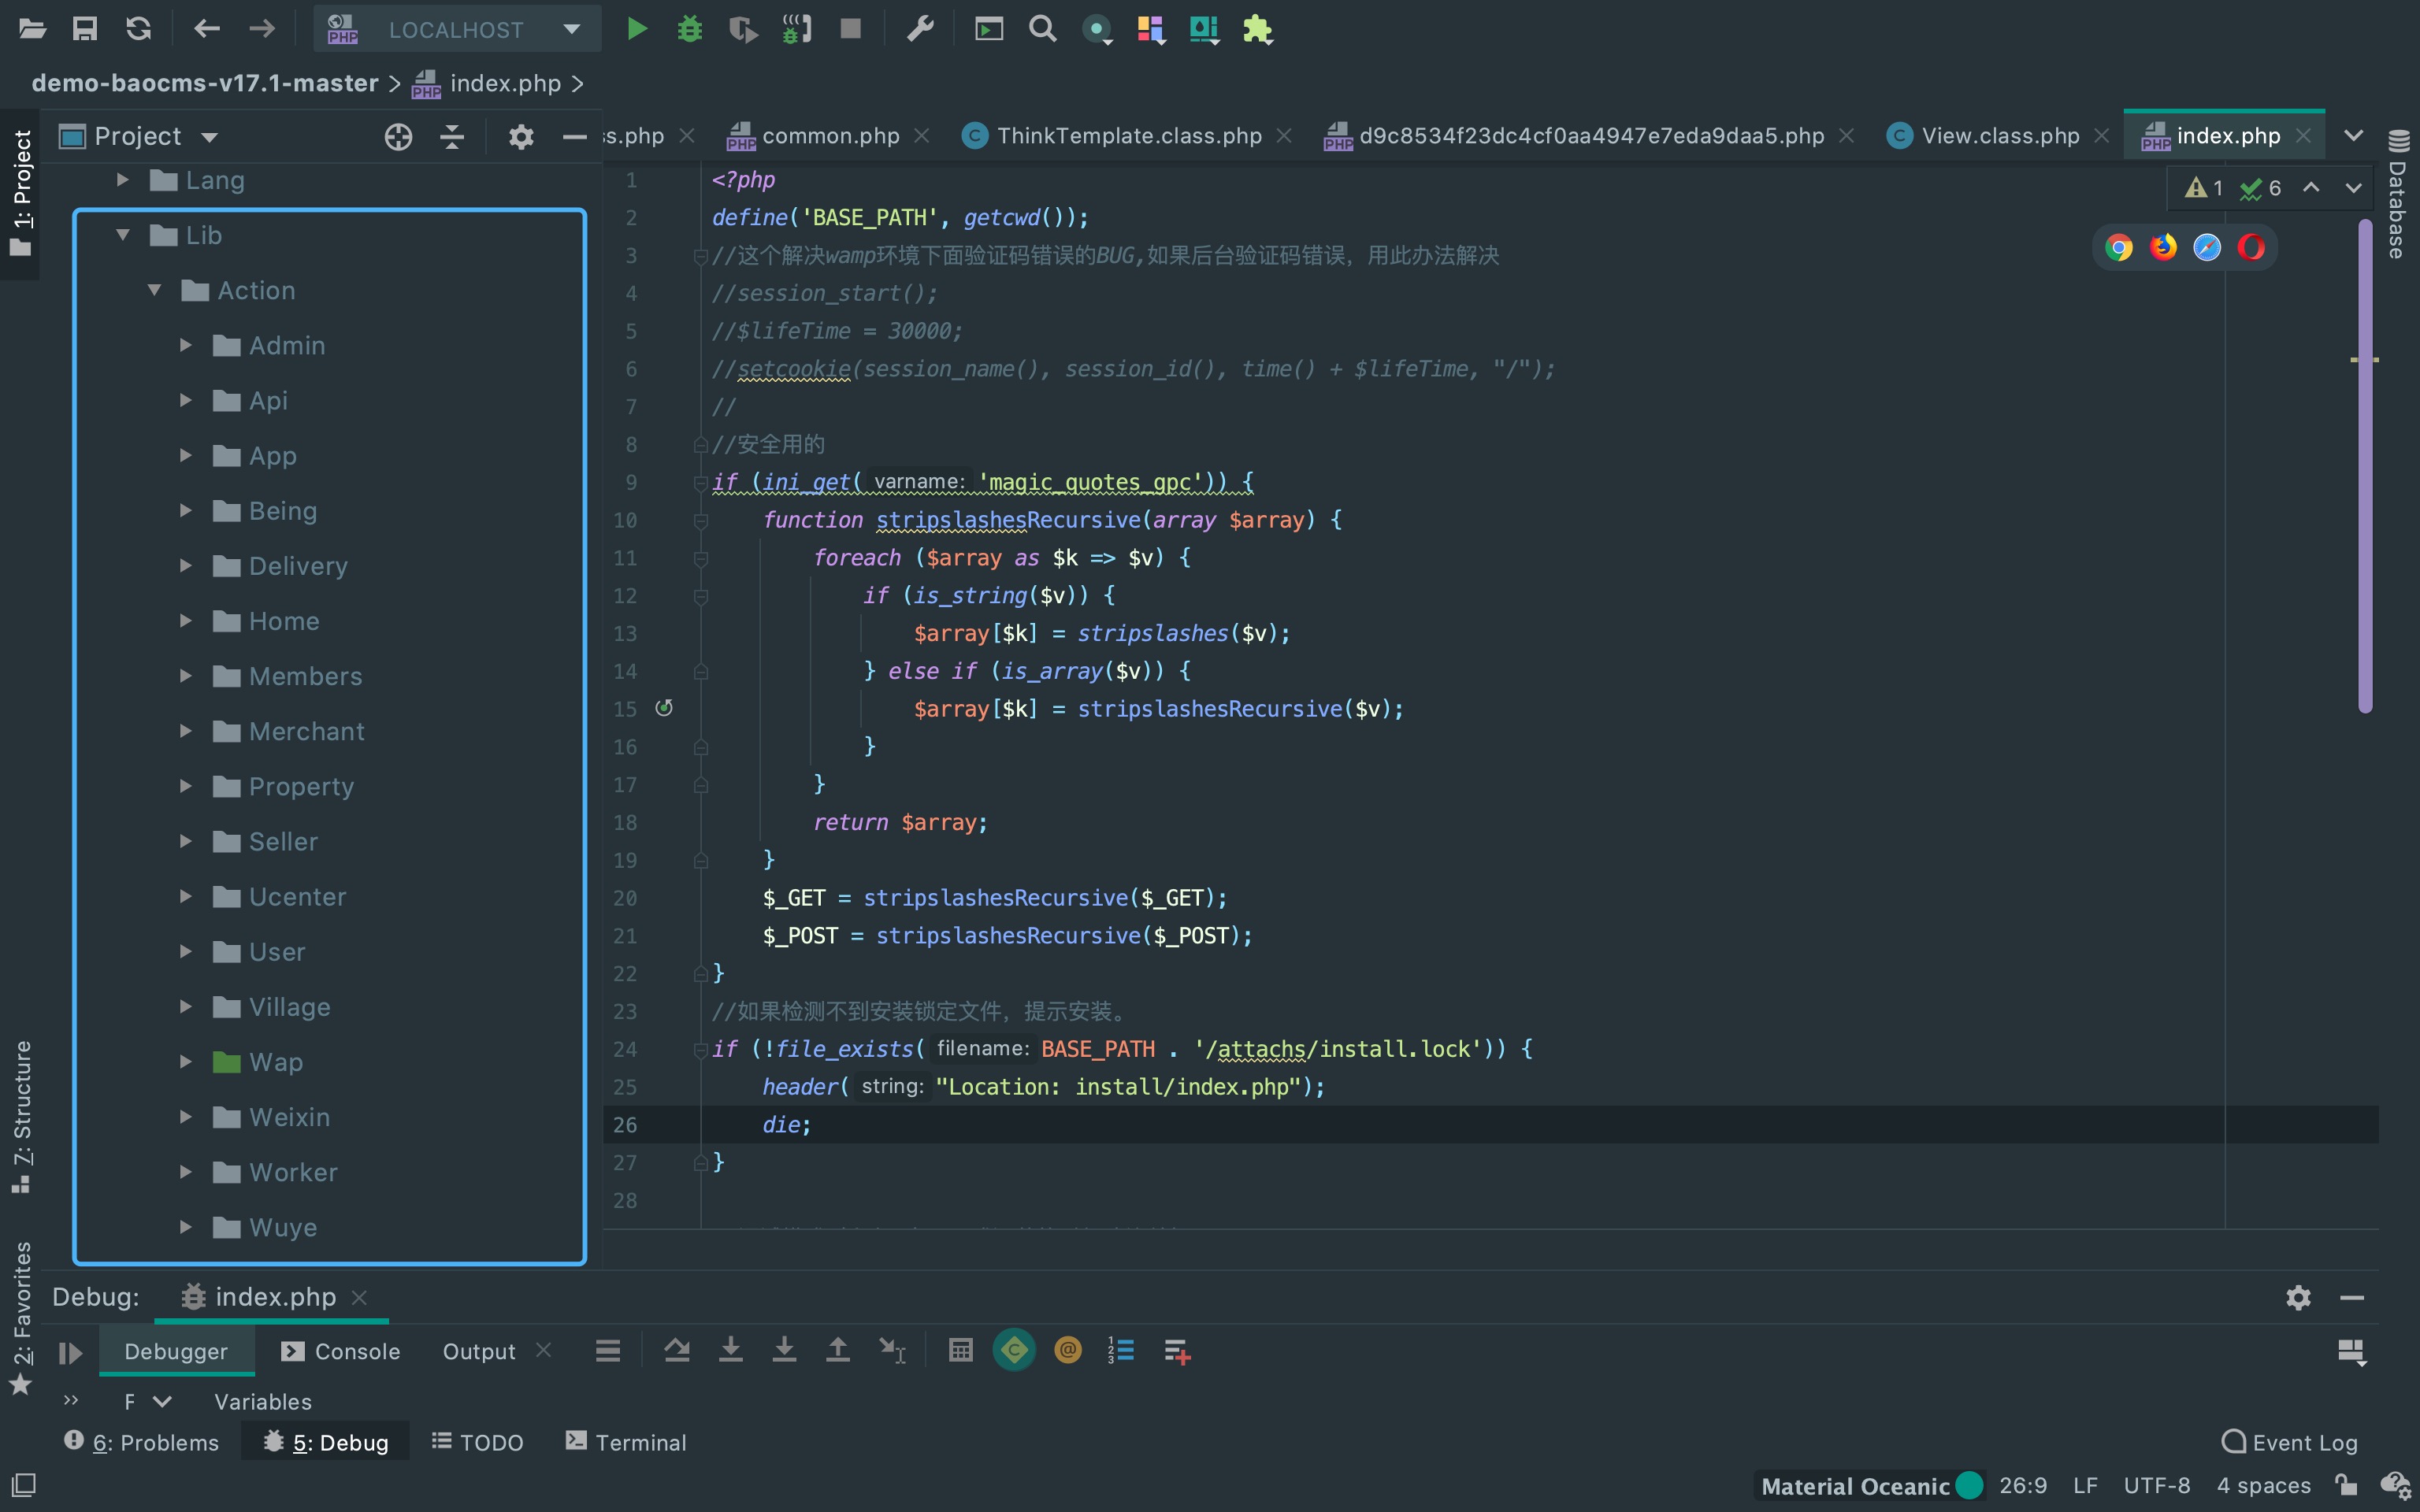 LOCALHOST
demo-baocms-v17.1-master
index.php
1: Project
Project
s.php
common.php
ThinkTemplate.class.php
d9c8534f23dc4cf0aa4947e7eda9daa5.php
View.class.php
index.php
Database
1 6
Lang
Lib
Action
Admin
Api
App
Being
Delivery
Home
Members
Merchant
Property
Seller
Ucenter
User
Village
Wap
Weixin
Worker
Wuye
1 <?php
2 define('BASE_PATH', getcwd());
3 //这个解决wamp环境下面验证码错误的BUG,如果后台验证码错误，用此办法解决
4 //session_start();
5 //$lifeTime = 30000;
6 //setcookie(session_name(), session_id(), time() + $lifeTime, "/");
7 //
8 //安全用的
9 if (ini_get( varname: 'magic_quotes_gpc')) {
10 function stripslashesRecursive(array $array) {
11 foreach ($array as $k => $v) {
12 if (is_string($v)) {
13 $array[$k] = stripslashes($v);
14 } else if (is_array($v)) {
15 $array[$k] = stripslashesRecursive($v);
16 }
17 }
18 return $array;
19 }
20 $_GET = stripslashesRecursive($_GET);
21 $_POST = stripslashesRecursive($_POST);
22 }
23 //如果检测不到安装锁定文件，提示安装。
24 if (!file_exists( filename: BASE_PATH . '/attachs/install.lock')) {
25 header( string: "Location: install/index.php");
26 die;
27 }
28
7: Structure
2: Favorites
Debug: index.php
Debugger Console Output
F Variables
6: Problems 5: Debug TODO Terminal Event Log
Material Oceanic 26:9 LF UTF-8 4 spaces